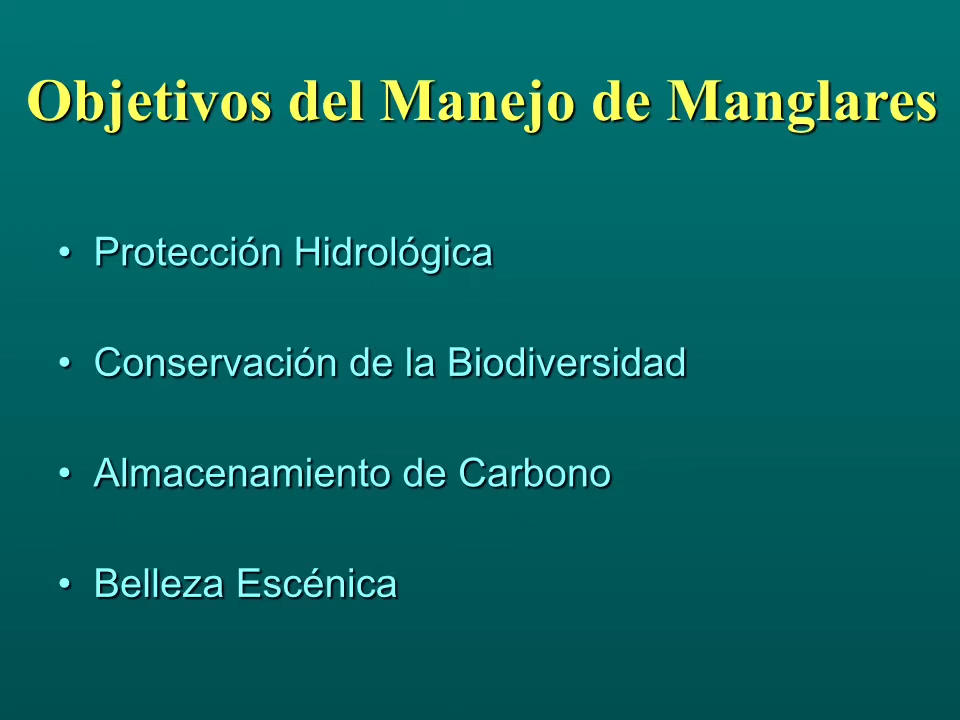 Objetivos del Manejo de Manglares
• Protección Hidrológica
• Conservación de la Biodiversidad
• Almacenamiento de Carbono
• Belleza Escénica